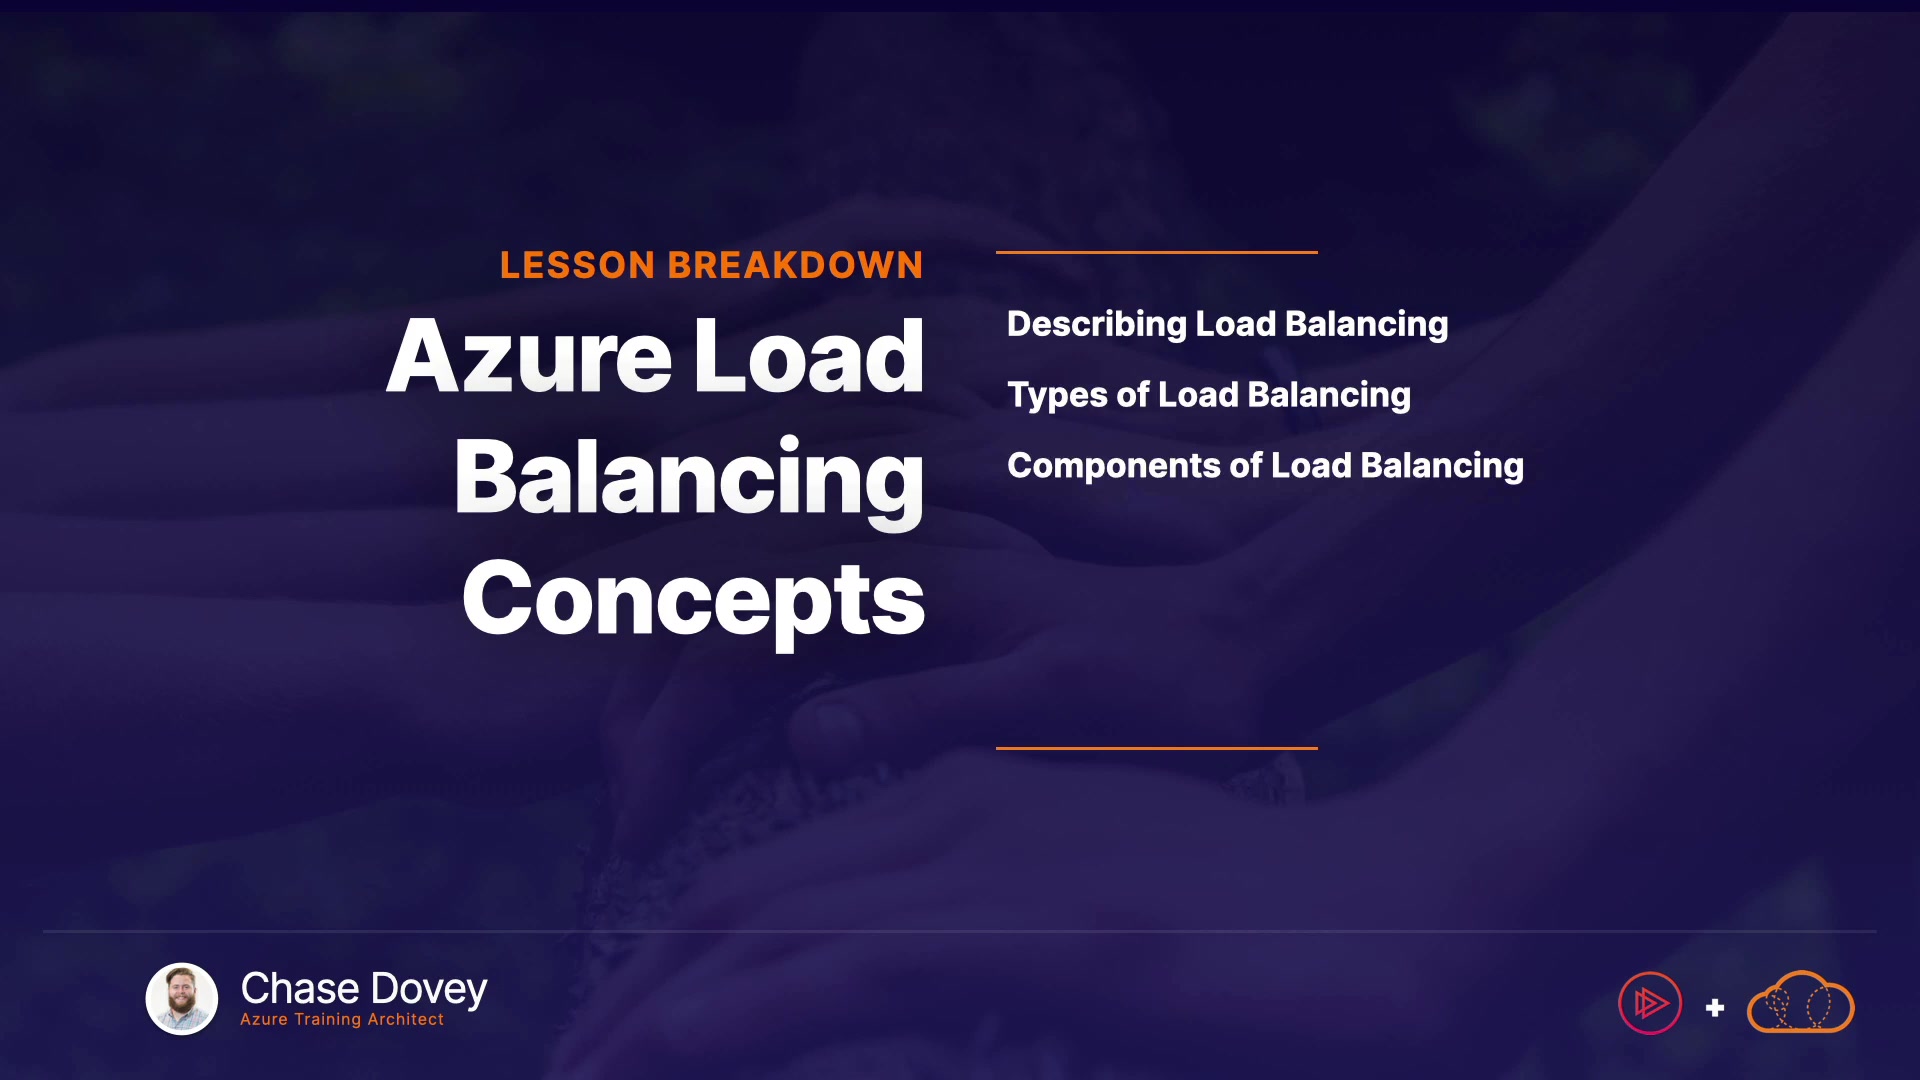 LESSON BREAKDOWN
Azure Load
Balancing
Concepts
Describing Load Balancing
Types of Load Balancing
Components of Load Balancing
Chase Dovey
Azure Training Architect